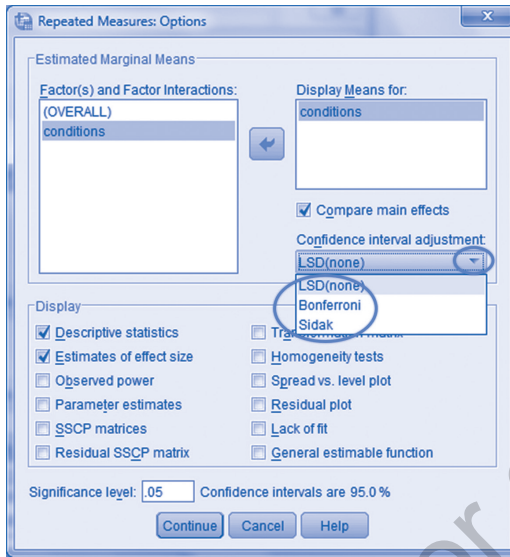 Repeated Measures: Options
Estimated Marginal Means
Factor(s) and Factor Interactions:
(OVERALL)
conditions
Display Means for:
conditions
Compare main effects
Confidence interval adjustment:
LSD(none)
LSD(none)
Bonferroni
Sidak
Display
Descriptive statistics
Estimates of effect size
Observed power
Parameter estimates
SSCP matrices
Residual SSCP matrix
matrix
Homogeneity tests
Spread vs. level plot
Residual plot
Lack of fit
General estimable function
Significance level: .05 Confidence intervals are 95.0 %
Continue Cancel Help